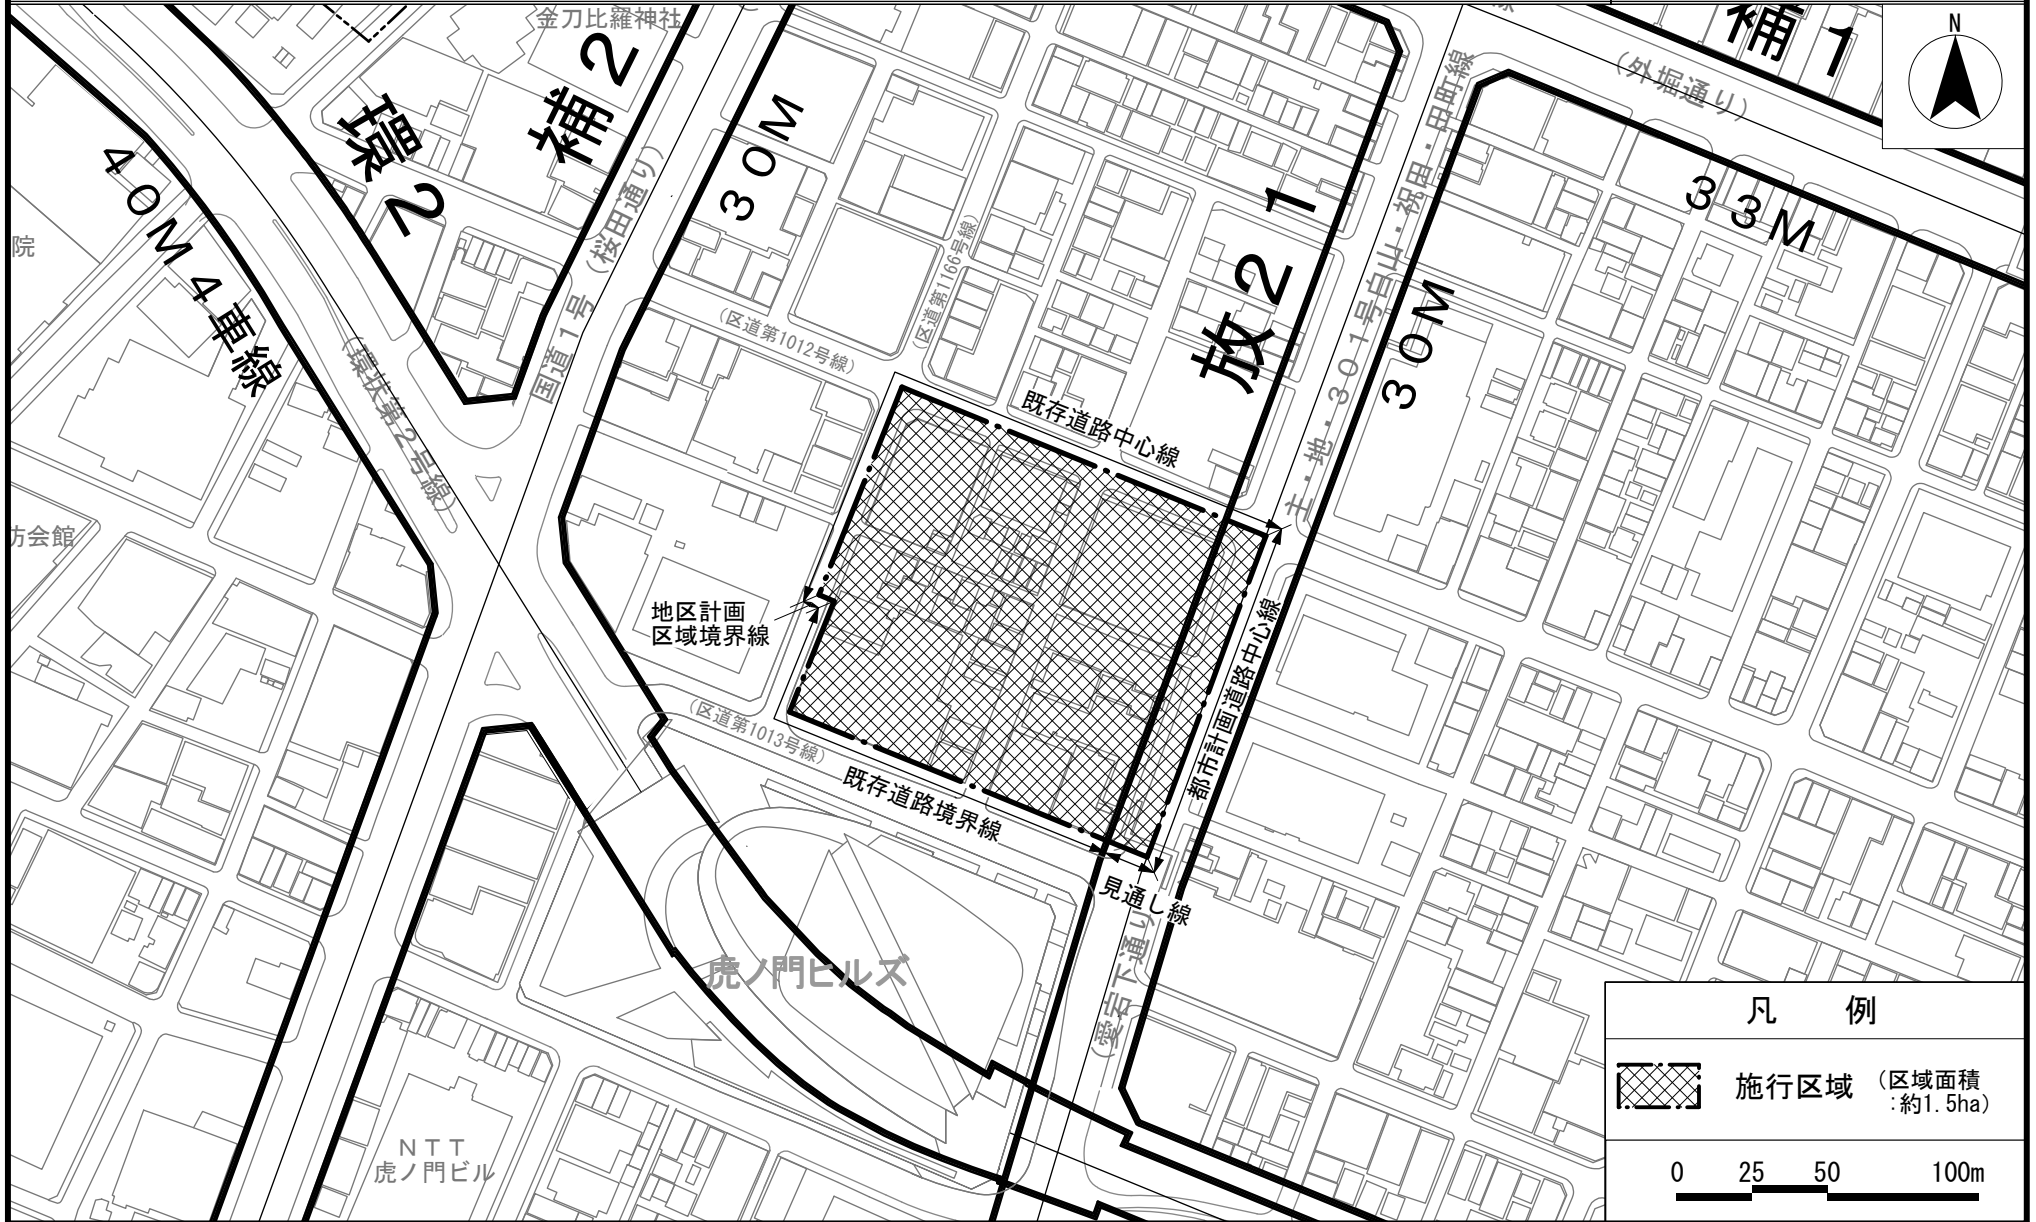 金刀比羅神社
補2
環2
40M4車線
30M
国道1号
(桜田通り)
(環状第2号線)
院
防会館
(区道第1012号線)
(区道第1166号線)
放21
主・地・301号白山・祝田・田町線
30M
(外堀通り)
補1
33M
N
既存道路中心線
地区計画
区域境界線
(区道第1013号線)
既存道路境界線
都市計画道路中心線
見通し線
(愛宕下通り)
虎ノ門ヒルズ
NTT
虎ノ門ビル
凡 例
施行区域 (区域面積
:約1.5ha)
0 25 50 100m